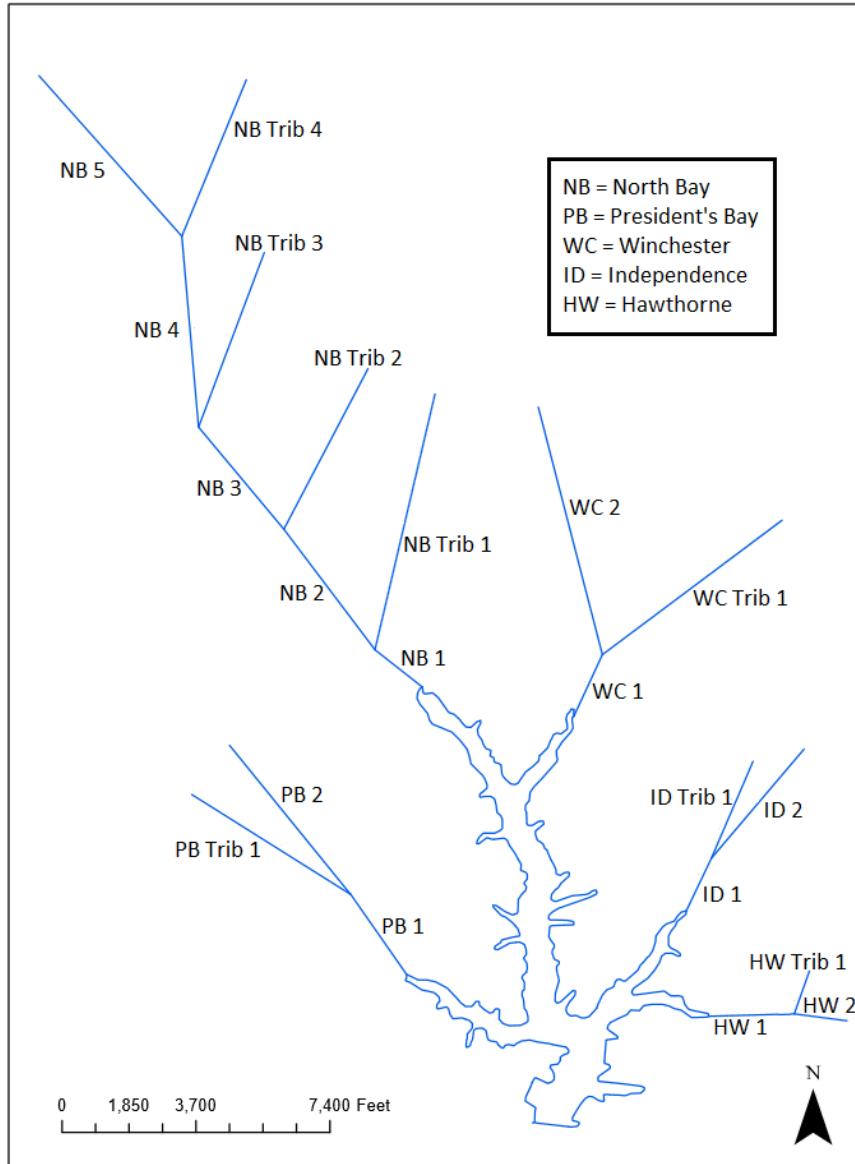 NB Trib 4
NB 5
NB Trib 3
NB 4
NB Trib 2
NB 3
NB Trib 1
NB 2
NB 1
NB = North Bay
PB = President's Bay
WC = Winchester
ID = Independence
HW = Hawthorne
WC 2
WC Trib 1
WC 1
PB 2
PB Trib 1
PB 1
ID Trib 1
ID 2
ID 1
HW Trib 1
HW 2
HW 1
0 1,850 3,700 7,400 Feet
N